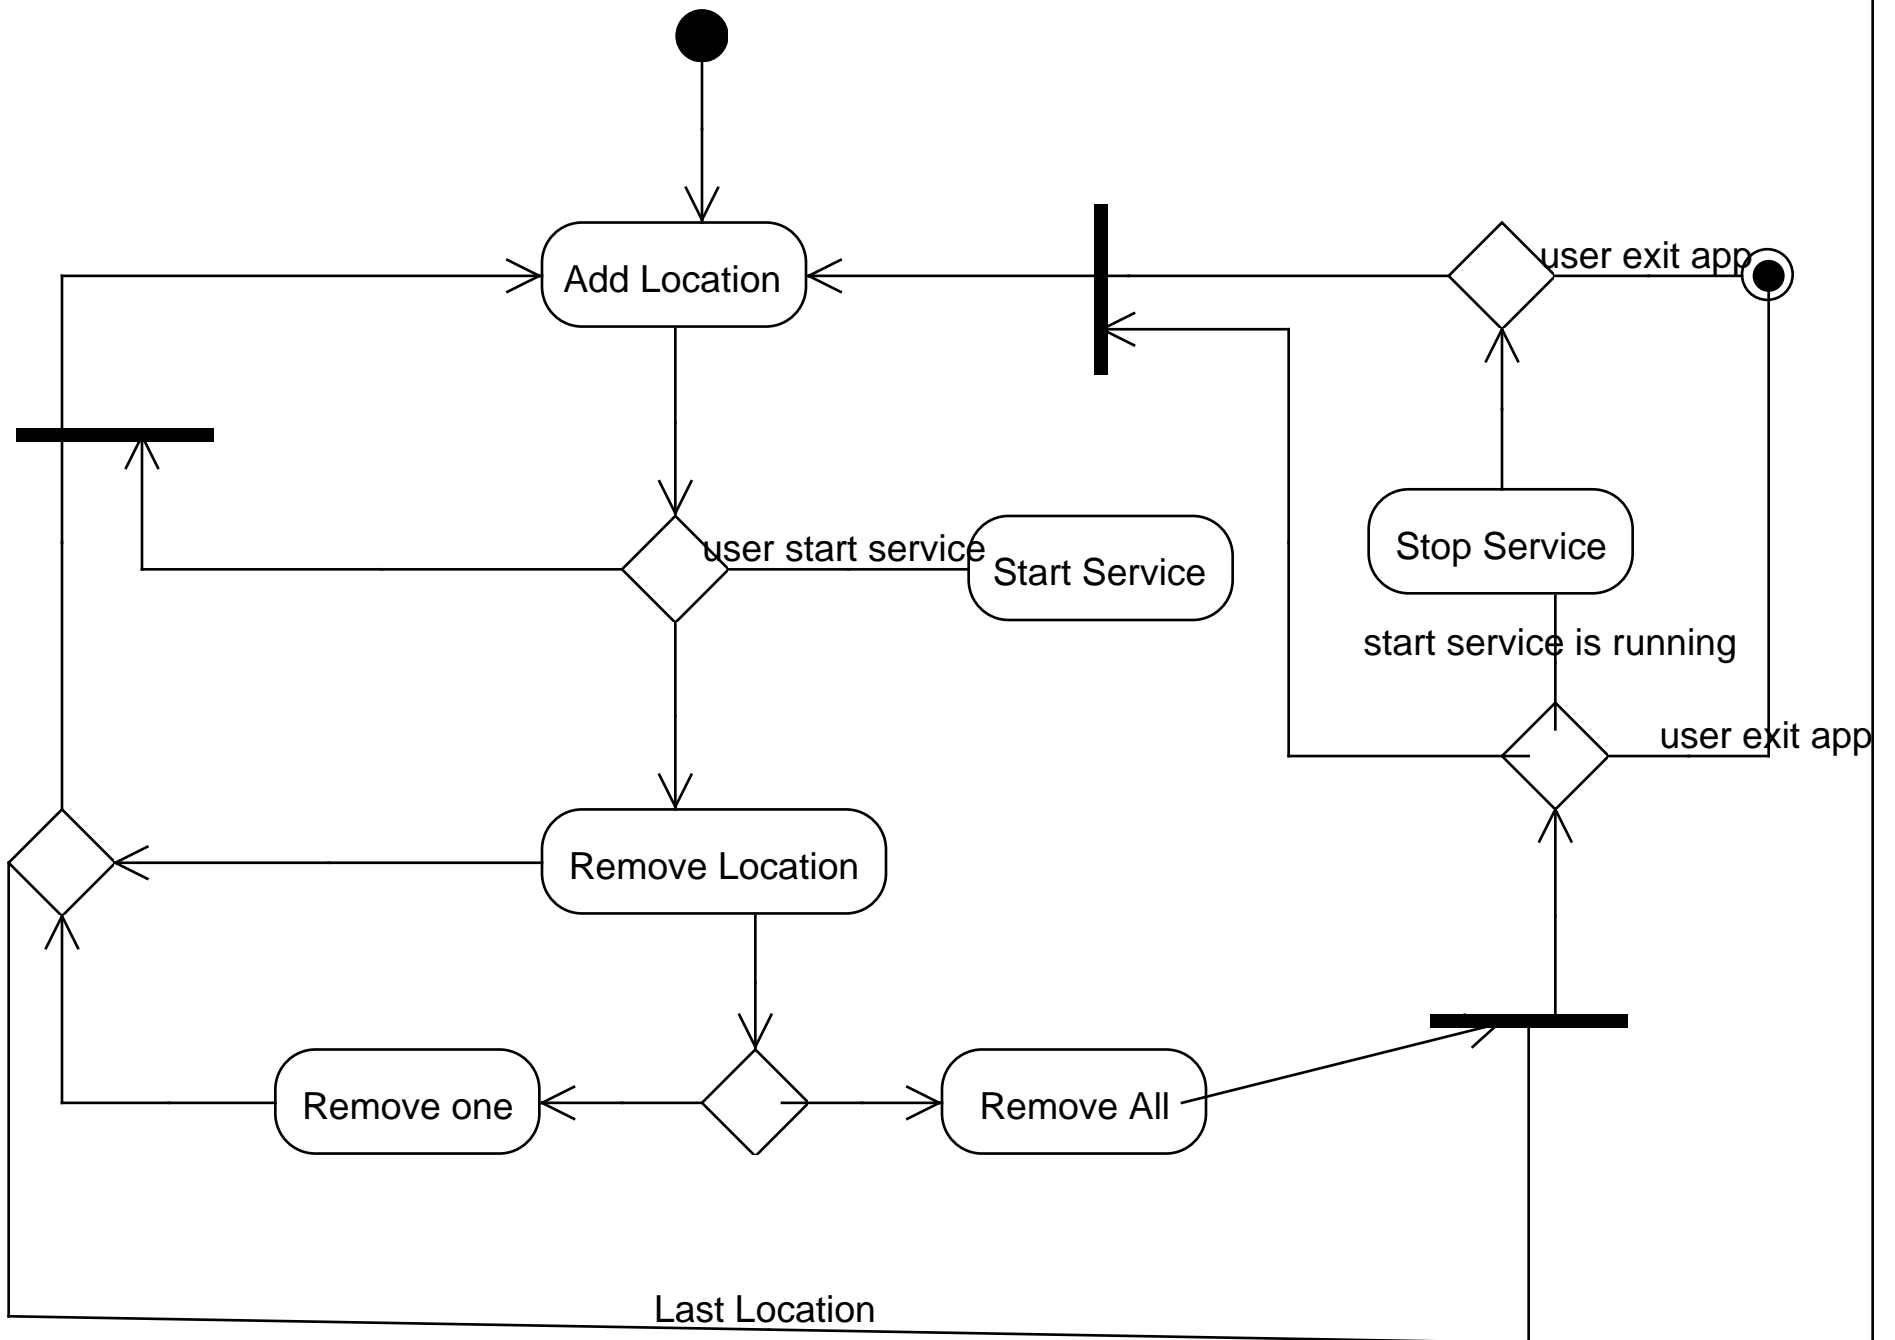 user exit app
Add Location
user start service
Start Service
Stop Service
start service is running
user exit app
Remove Location
Remove one
Remove All
Last Location